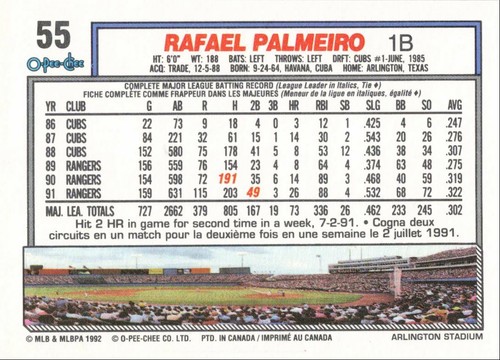 55
O-Pee-Chee
RAFAEL PALMEIRO 1B
HT: 6'0" WT: 188 BATS: LEFT THROWS: LEFT DRFT: CUBS #1-JUNE, 1985
ACQ: TRADE, 12-5-88 BORN: 9-24-64, HAVANA, CUBA HOME: ARLINGTON, TEXAS
COMPLETE MAJOR LEAGUE BATTING RECORD (League Leader in Italics, Tie ♦)
FICHE COMPLÈTE COMME FRAPPEUR DANS LES MAJEURES (Meneur de la ligue en italiques, égalité ♦)
YR CLUB G AB R H 2B 3B HR RBI SB SLG BB SO AVG
86 CUBS 22 73 9 18 4 0 3 12 1 .425 4 6 .247
87 CUBS 84 221 32 61 15 1 14 30 2 .543 20 26 .276
88 CUBS 152 580 75 178 41 5 8 53 12 .436 38 34 .307
89 RANGERS 156 559 76 154 23 4 8 64 4 .374 63 48 .275
90 RANGERS 154 598 72 191 35 6 14 89 3 .468 40 59 .319
91 RANGERS 159 631 115 203 49 3 26 88 4 .532 68 72 .322
MAJ. LEA. TOTALS 727 2662 379 805 167 19 73 336 26 .462 233 245 .302
Hit 2 HR in game for second time in a week, 7-2-91. • Cogna deux
circuits en un match pour la deuxième fois en une semaine le 2 juillet 1991.
© MLB & MLBPA 1992 © O-PEE-CHEE CO. LTD. PTD. IN CANADA / IMPRIMÉ AU CANADA ARLINGTON STADIUM